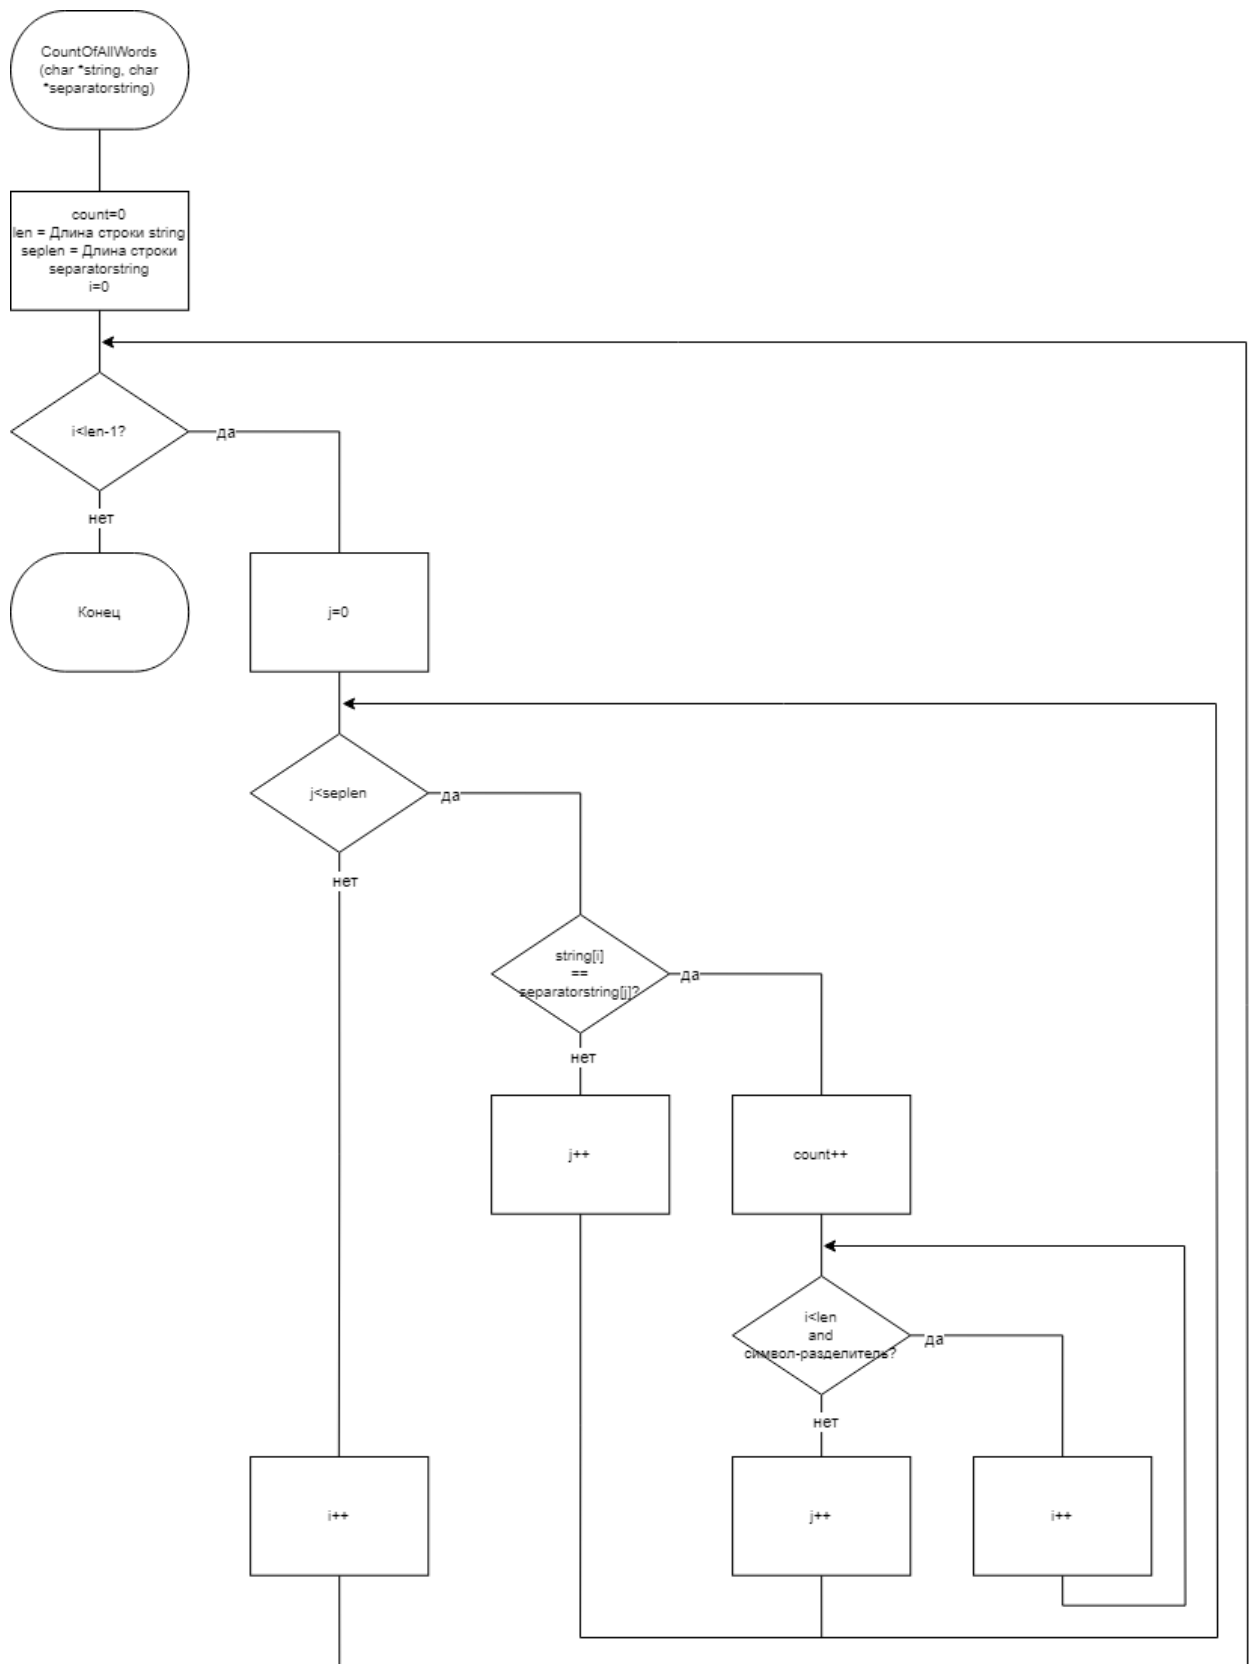 CountOfAllWords
(char *string, char
*separatorstring)
count=0
len = Длина строки string
seplen = Длина строки
separatorstring
i=0
i<len-1?
да
нет
Конец
j=0
j<seplen
да
нет
string[i]
==
separatorstring[j]?
да
нет
j++
count++
i<len
and
символ-разделитель?
да
нет
i++
j++
i++